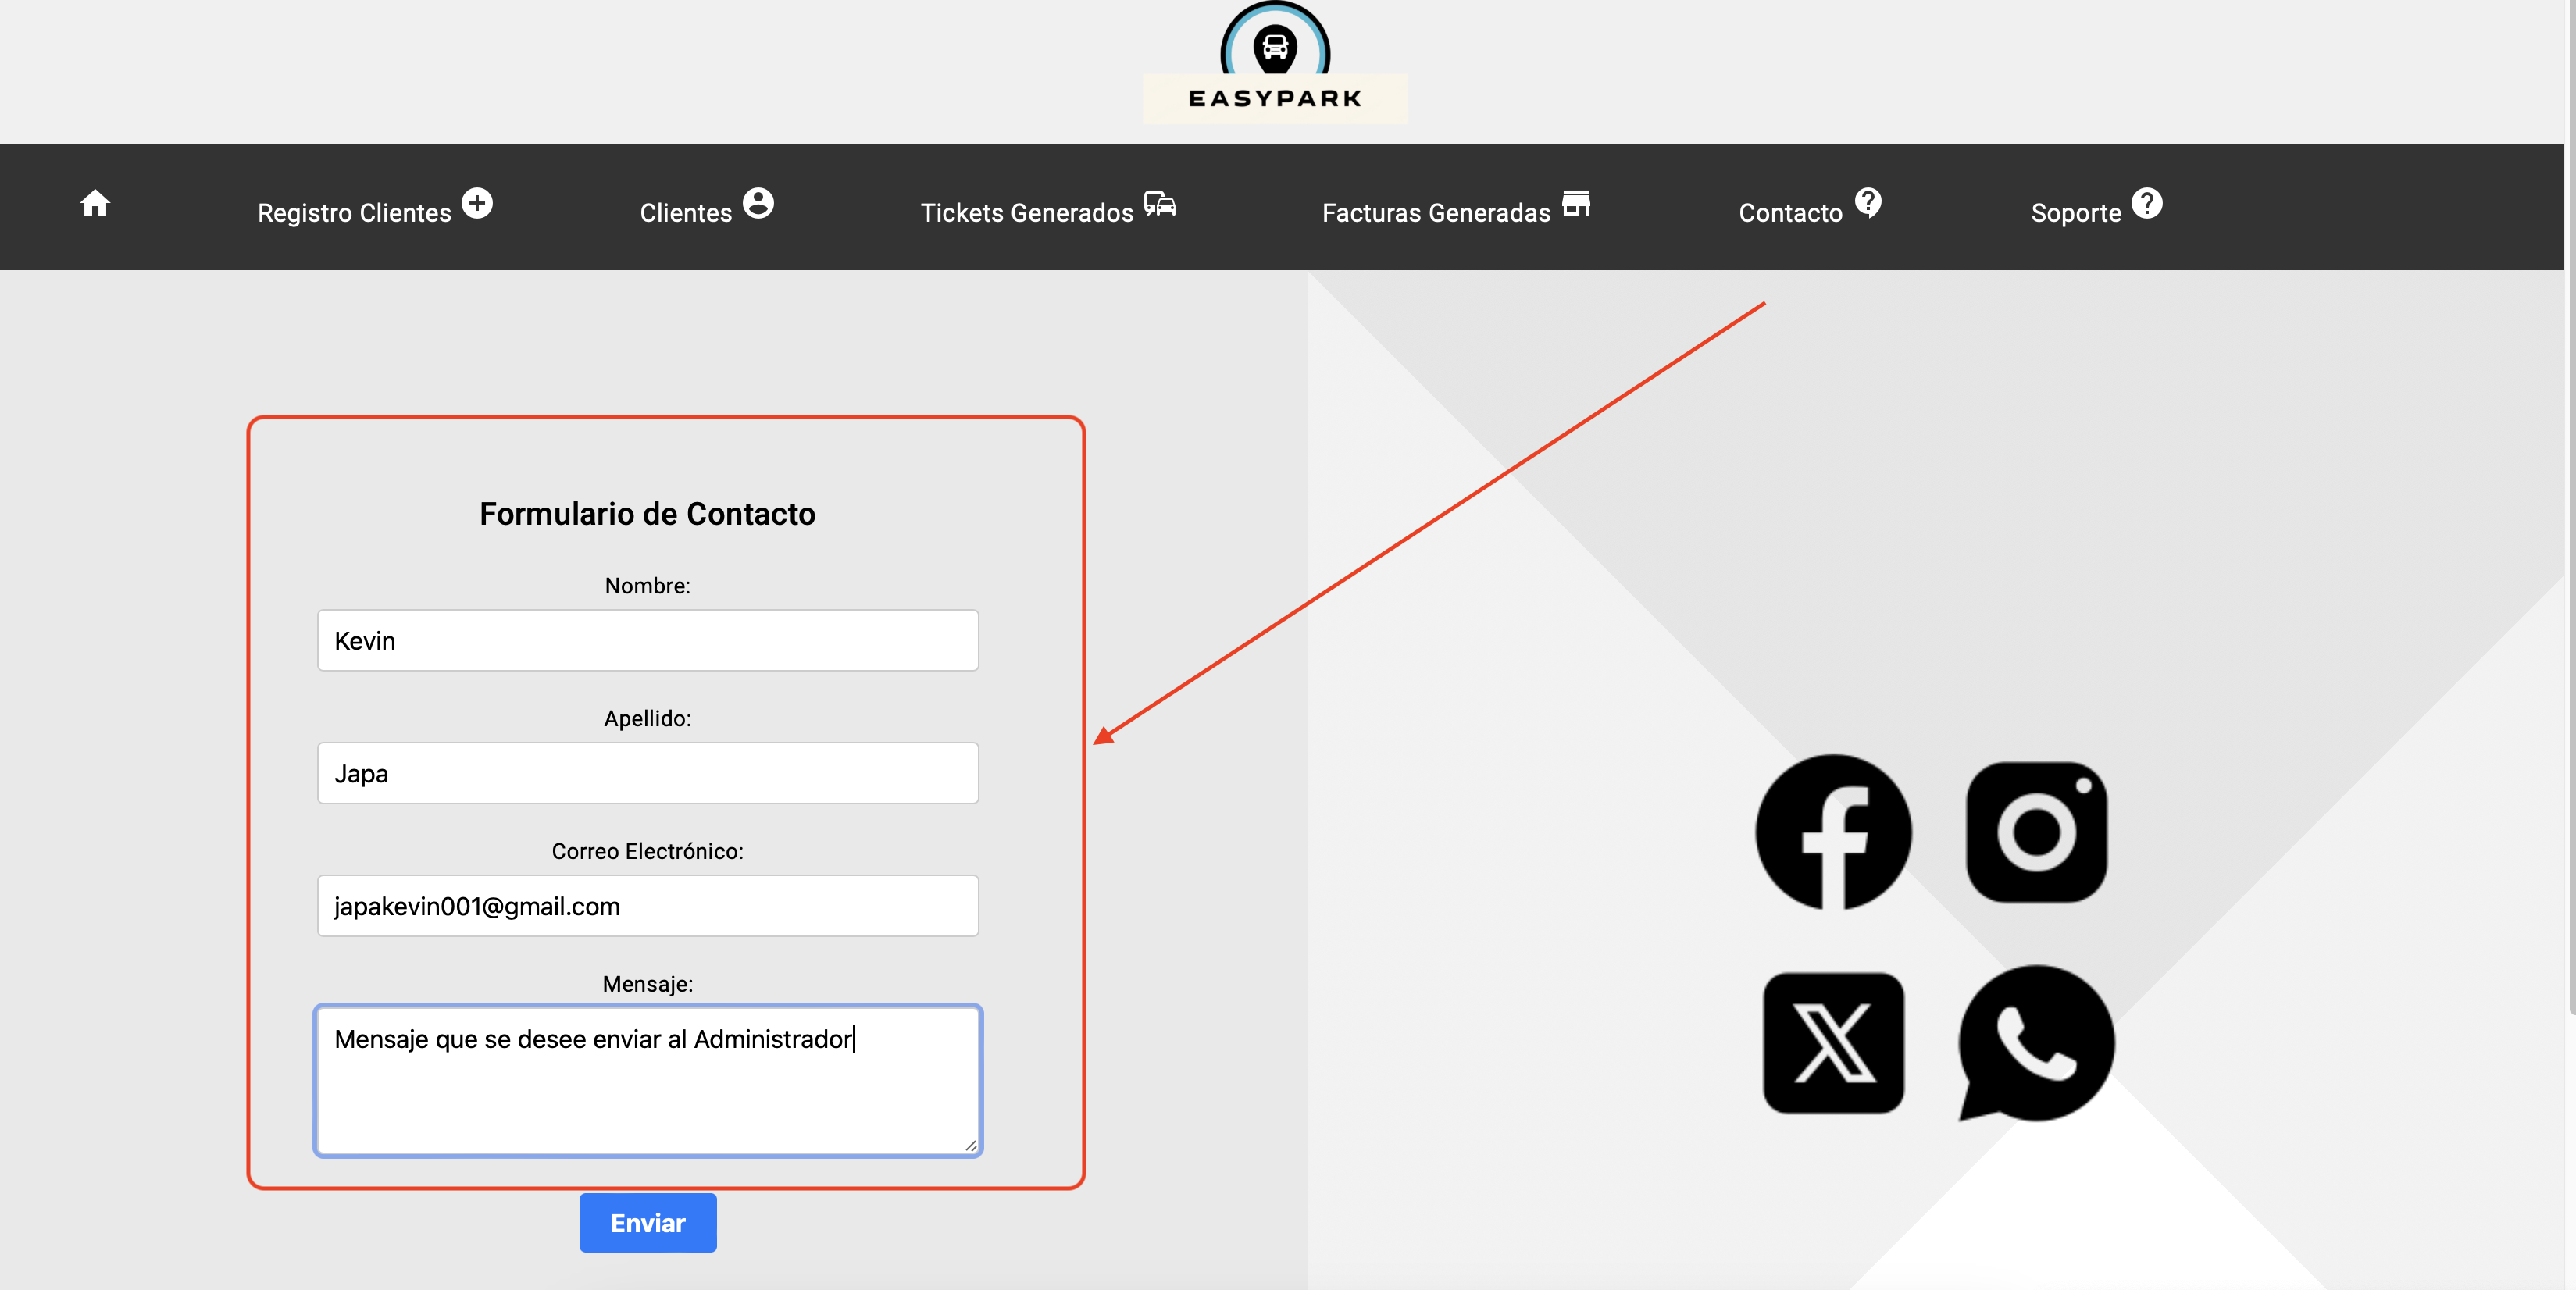 EASYPARK
Registro Clientes
Clientes
Tickets Generados
Facturas Generadas
Contacto
Soporte
Formulario de Contacto
Nombre:
Kevin
Apellido:
Japa
Correo Electrónico:
japakevin001@gmail.com
Mensaje:
Mensaje que se desee enviar al Administrador
Enviar